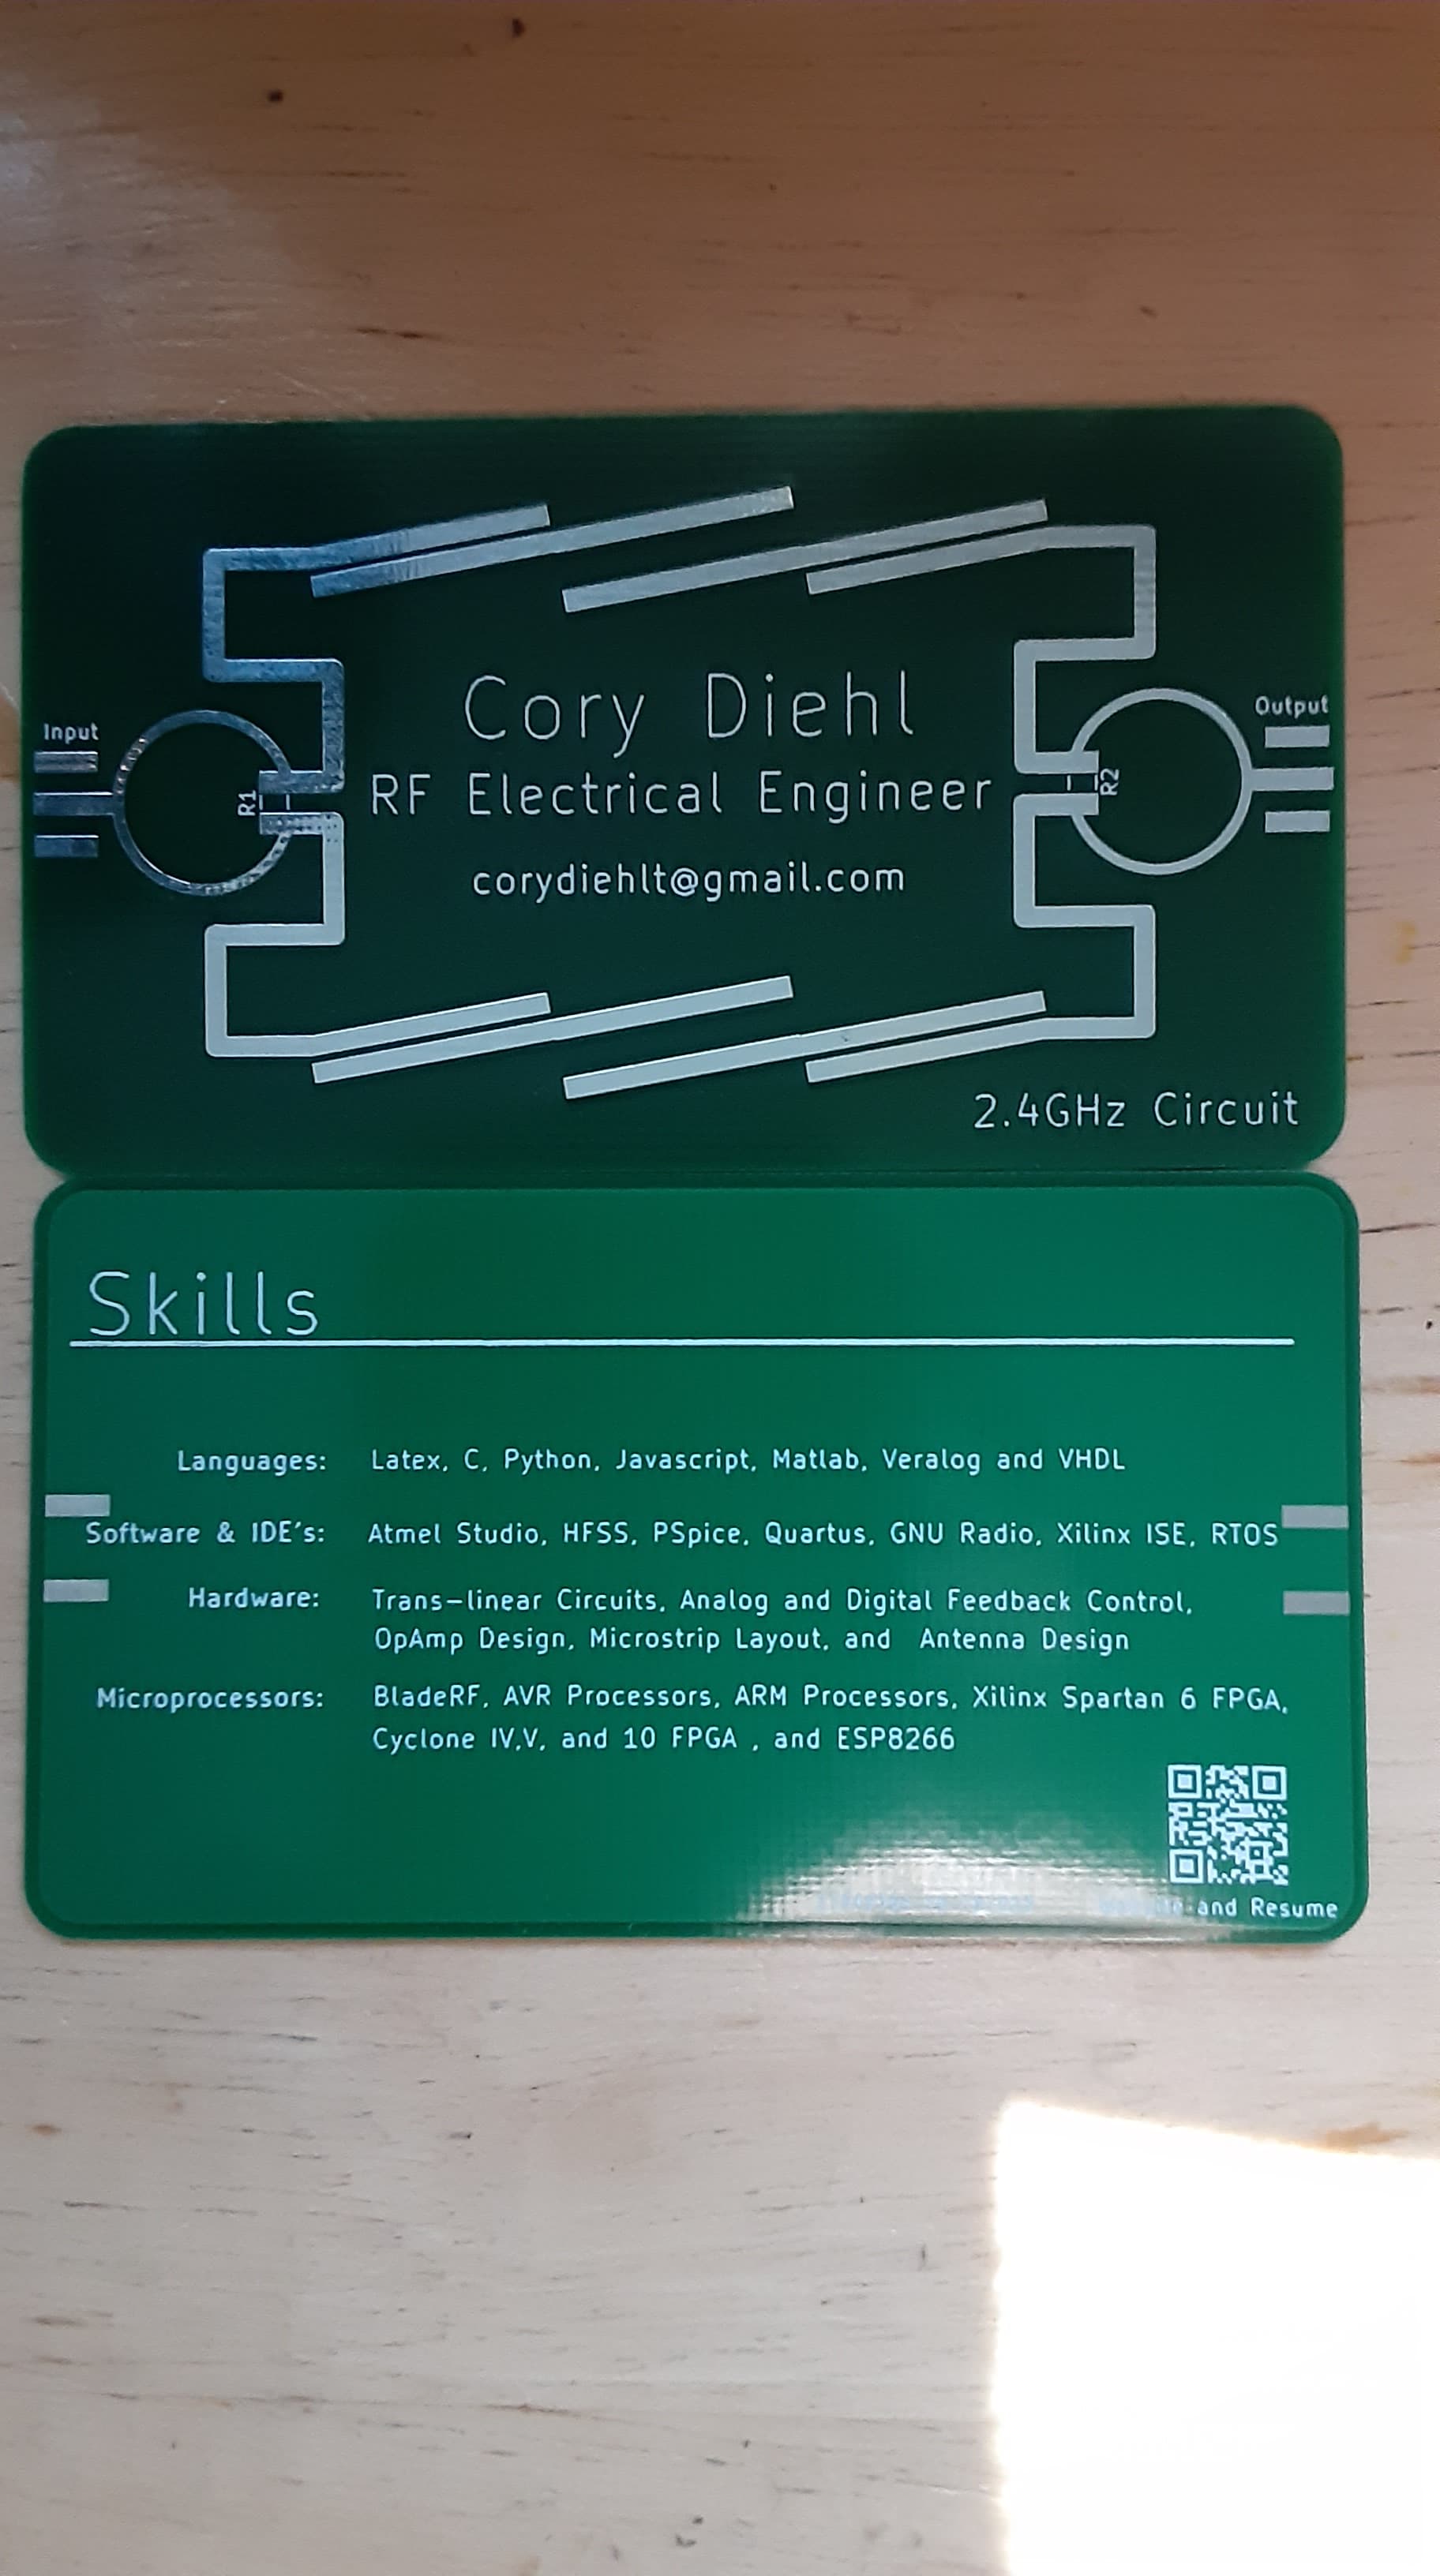 Input
Output
R1
R2
Cory Diehl
RF Electrical Engineer
corydiehlt@gmail.com
2.4GHz Circuit
Skills
Languages: Latex, C, Python, Javascript, Matlab, Veralog and VHDL
Software & IDE's: Atmel Studio, HFSS, PSpice, Quartus, GNU Radio, Xilinx ISE, RTOS
Hardware: Trans-linear Circuits, Analog and Digital Feedback Control,
OpAmp Design, Microstrip Layout, and Antenna Design
Microprocessors: BladeRF, AVR Processors, ARM Processors, Xilinx Spartan 6 FPGA,
Cyclone IV,V, and 10 FPGA , and ESP8266
and Resume